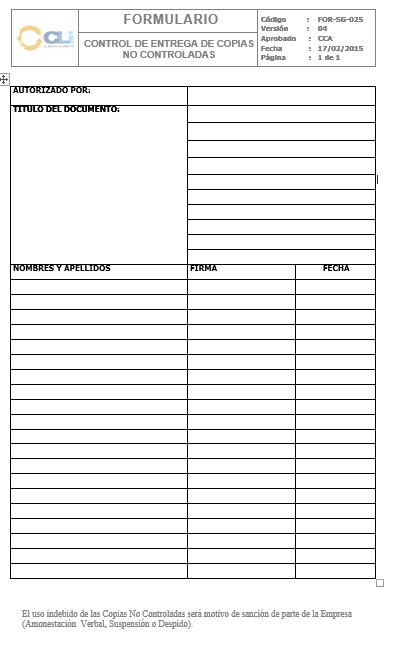 CALi
FORMULARIO
CONTROL DE ENTREGA DE COPIAS
NO CONTROLADAS
Código : FOR-SG-025
Versión : 04
Aprobado : CCA
Fecha : 17/02/2015
Página : 1 de 1
AUTORIZADO POR:
TITULO DEL DOCUMENTO:
NOMBRES Y APELLIDOS FIRMA FECHA
El uso indebido de las Copias No Controladas será motivo de sanción de parte de la Empresa
(Amonestación Verbal, Suspensión o Despido).